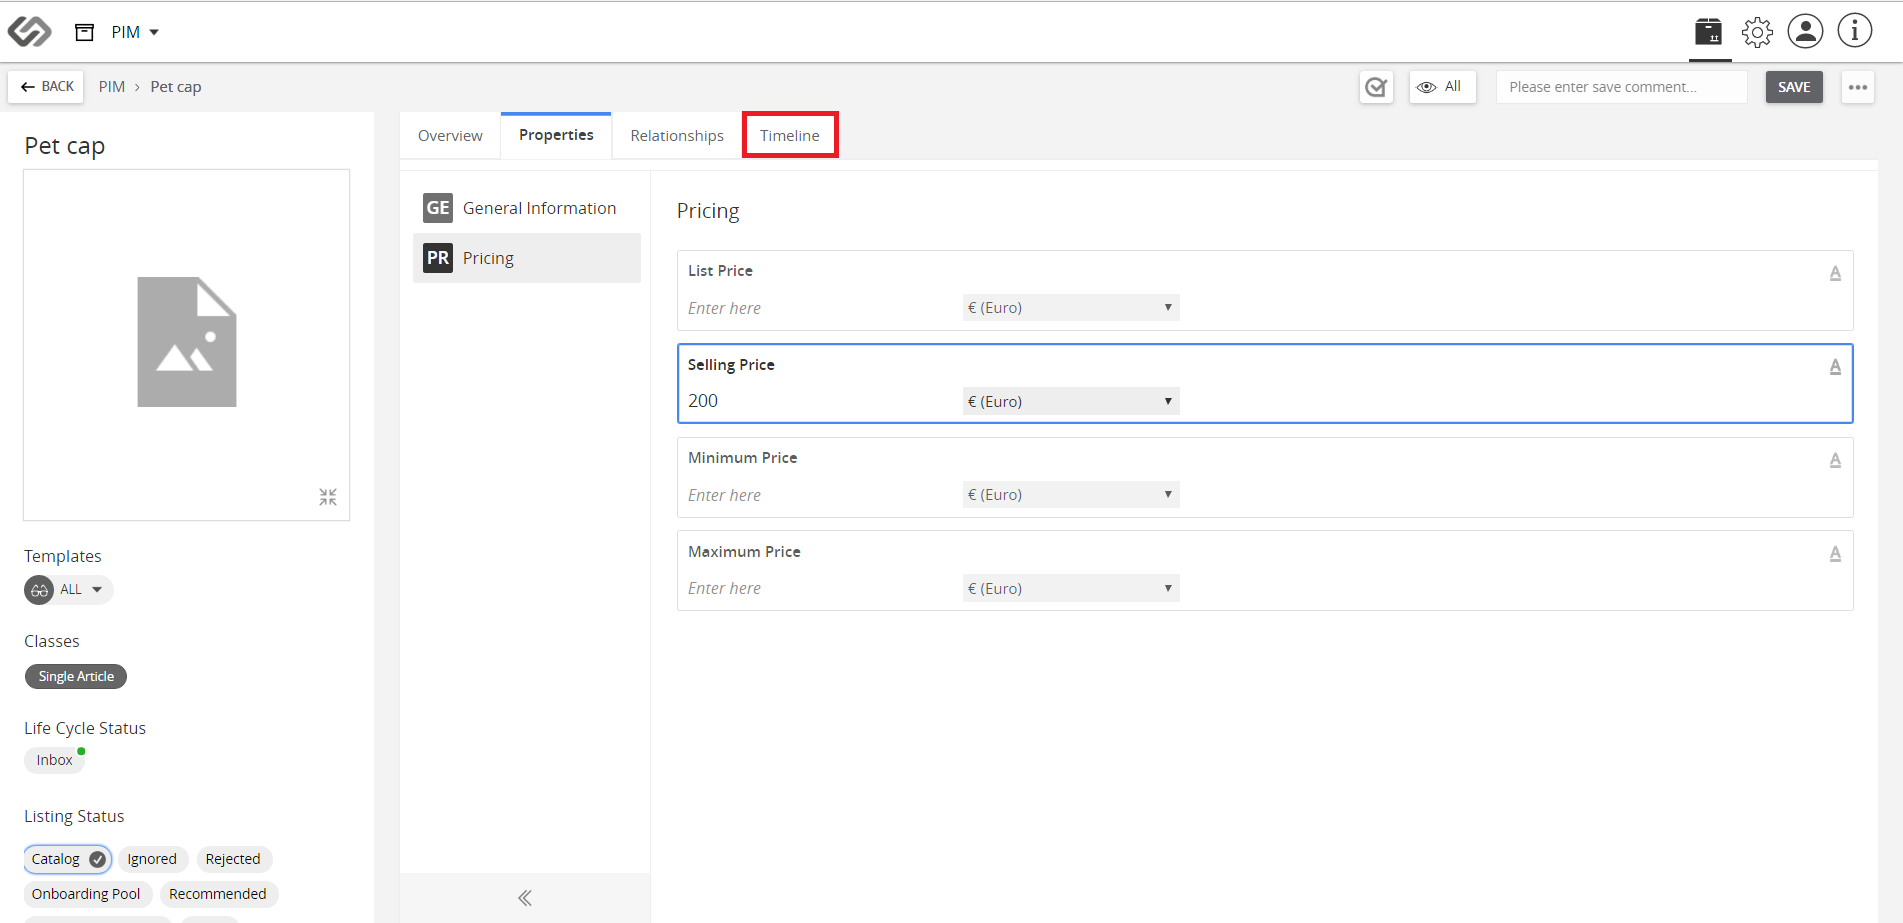 PIM
BACK PIM › Pet cap All Please enter save comment... SAVE
Pet cap
Overview Properties Relationships Timeline
GE General Information
PR Pricing
Pricing
List Price A
Enter here € (Euro)
Selling Price A
200 € (Euro)
Minimum Price A
Enter here € (Euro)
Maximum Price A
Enter here € (Euro)
Templates
ALL
Classes
Single Article
Life Cycle Status
Inbox
Listing Status
Catalog Ignored Rejected
Onboarding Pool Recommended